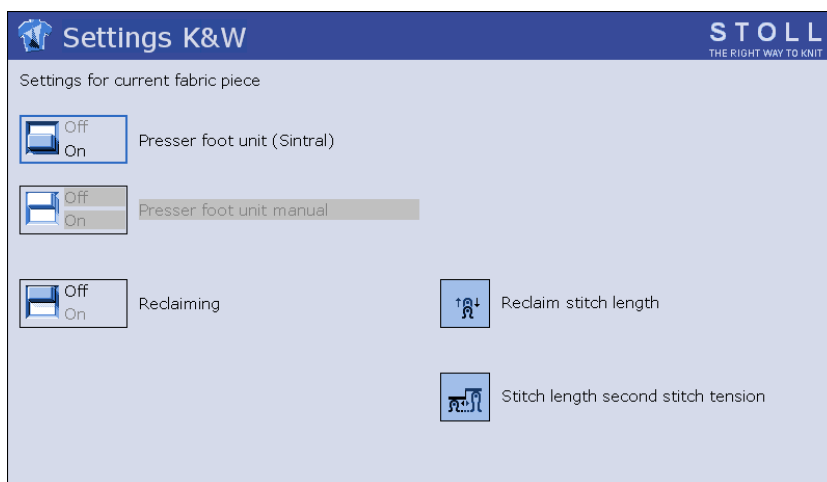 Settings K&W
STOLL
THE RIGHT WAY TO KNIT
Settings for current fabric piece
Off
On
Presser foot unit (Sintral)
Off
On
Presser foot unit manual
Off
On
Reclaiming
Reclaim stitch length
Stitch length second stitch tension